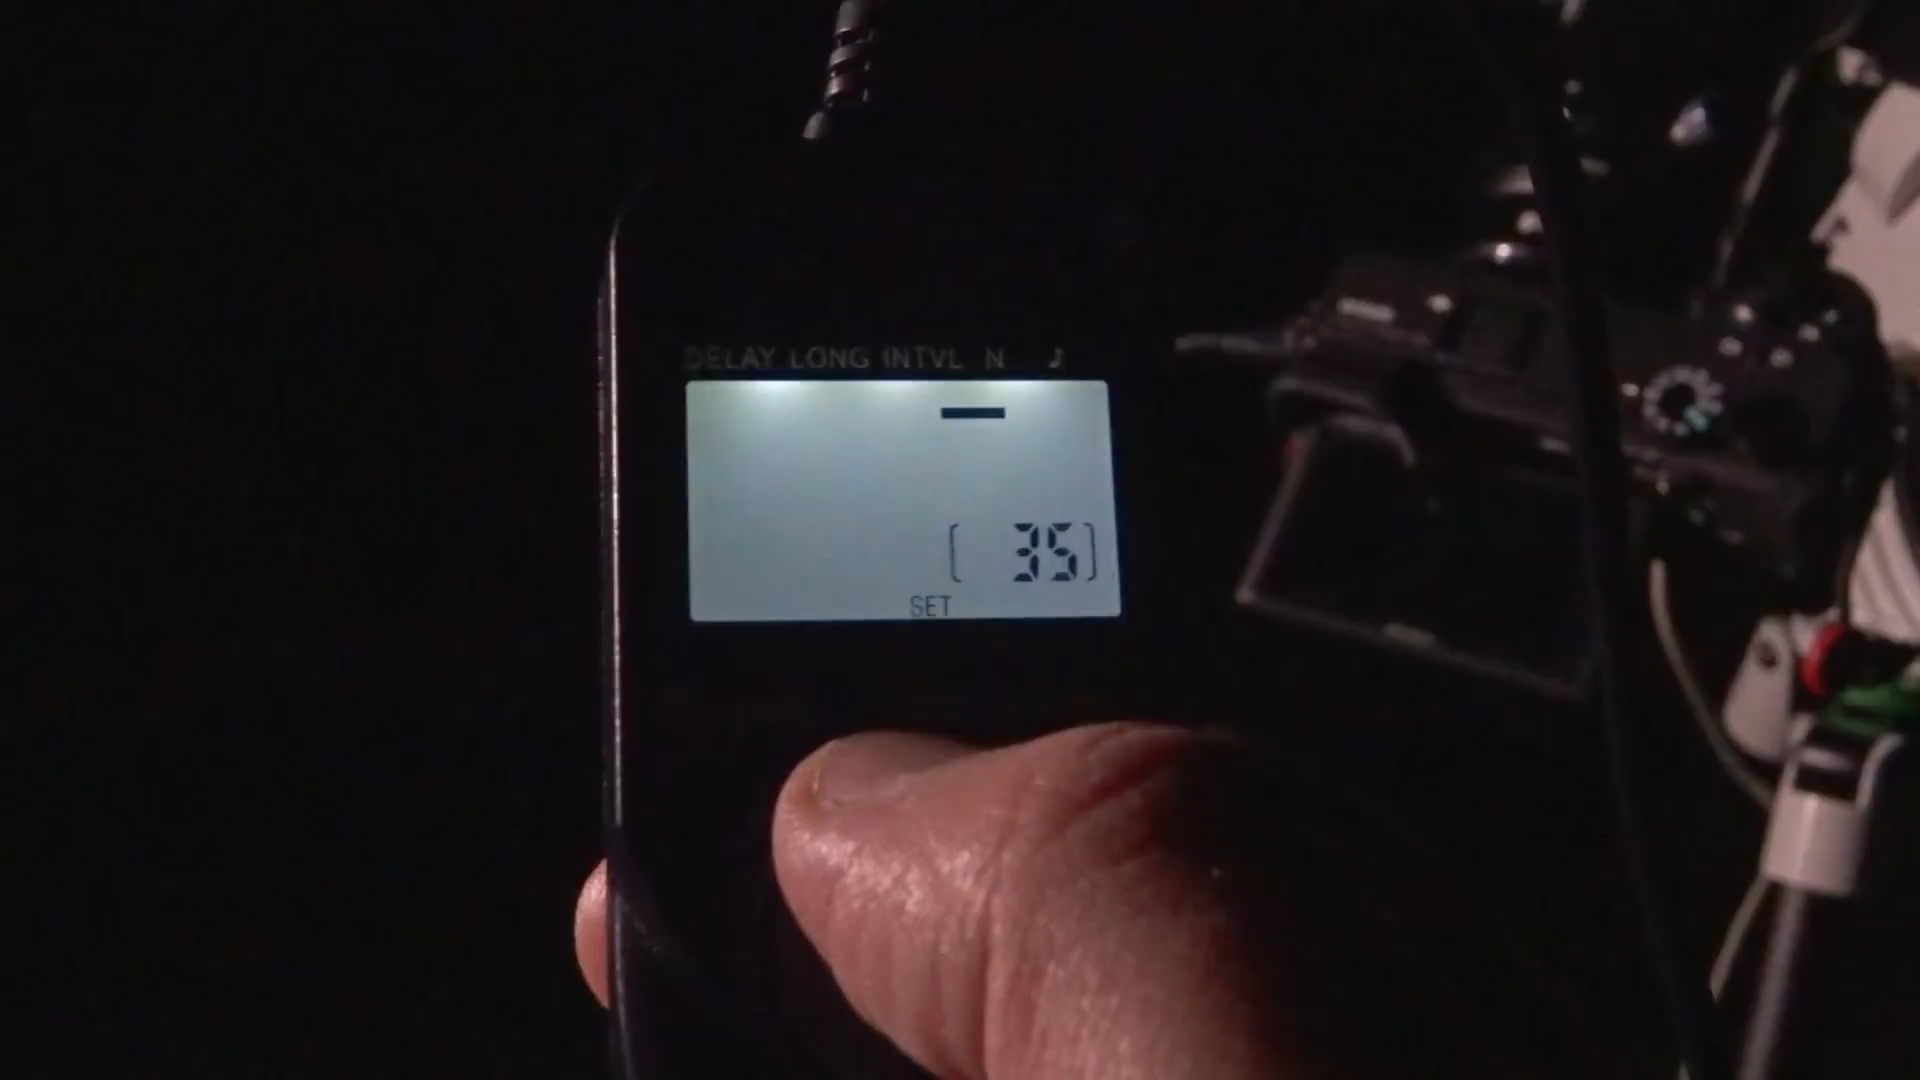 DELAY LONG INTVL N ♪
[ 35]
SET